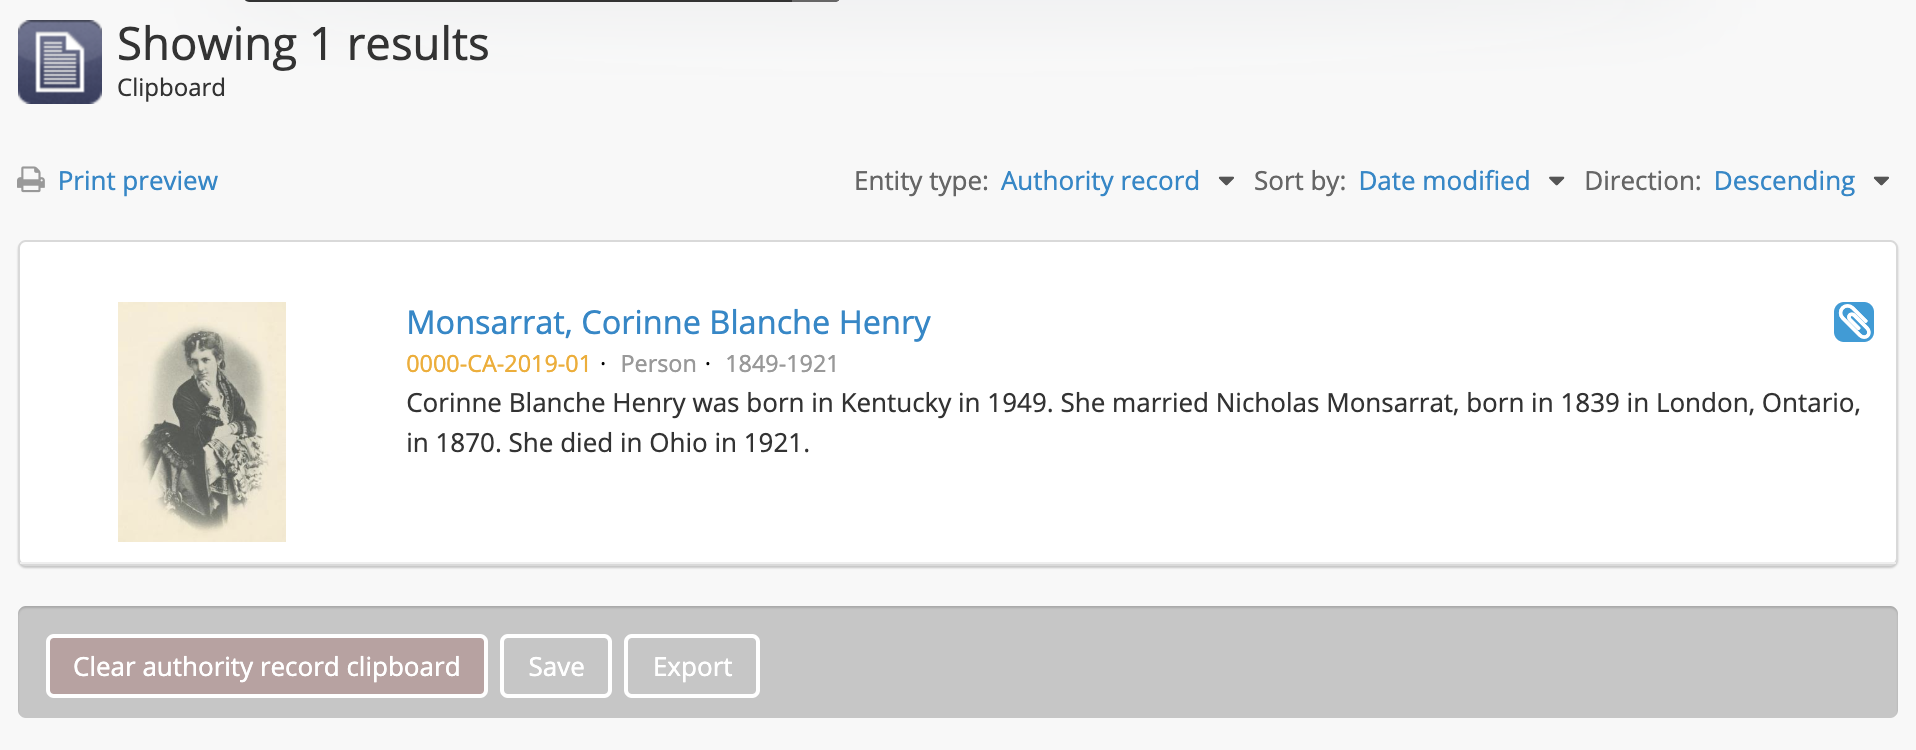 Showing 1 results
Clipboard
Print preview
Entity type: Authority record Sort by: Date modified Direction: Descending
Monsarrat, Corinne Blanche Henry
0000-CA-2019-01 · Person · 1849-1921
Corinne Blanche Henry was born in Kentucky in 1949. She married Nicholas Monsarrat, born in 1839 in London, Ontario,
in 1870. She died in Ohio in 1921.
Clear authority record clipboard Save Export